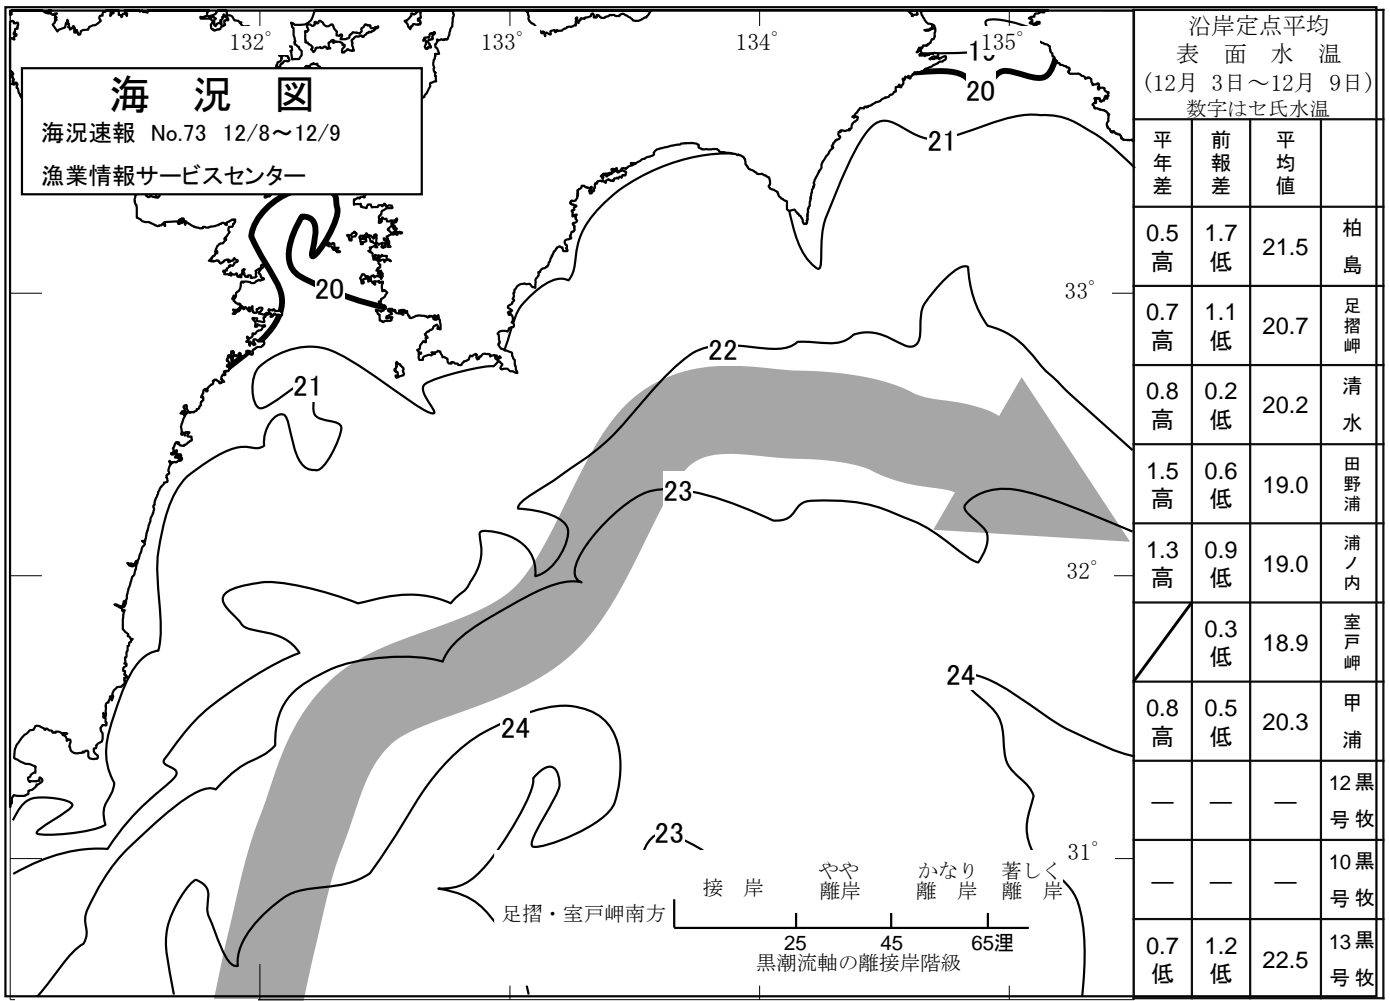 海 況 図
海況速報 No.73 12/8～12/9
漁業情報サービスセンター
132°
133°
134°
135°
19
20
21
20
33°
22
21
23
32°
24
24
23
31°
接 岸
やや
離岸
かなり
離 岸
著しく
離 岸
足摺・室戸岬南方
25
45
65浬
黒潮流軸の離接岸階級
沿岸定点平均
表 面 水 温
(12月 3日～12月 9日)
数字はセ氏水温
平年差 前報差 平均値
0.5高 1.7低 21.5 柏島
0.7高 1.1低 20.7 足摺岬
0.8高 0.2低 20.2 清水
1.5高 0.6低 19.0 田野浦
1.3高 0.9低 19.0 浦ノ内
0.3低 18.9 室戸岬
0.8高 0.5低 20.3 甲浦
— — — 黒牧12号
— — — 黒牧10号
0.7低 1.2低 22.5 黒牧13号